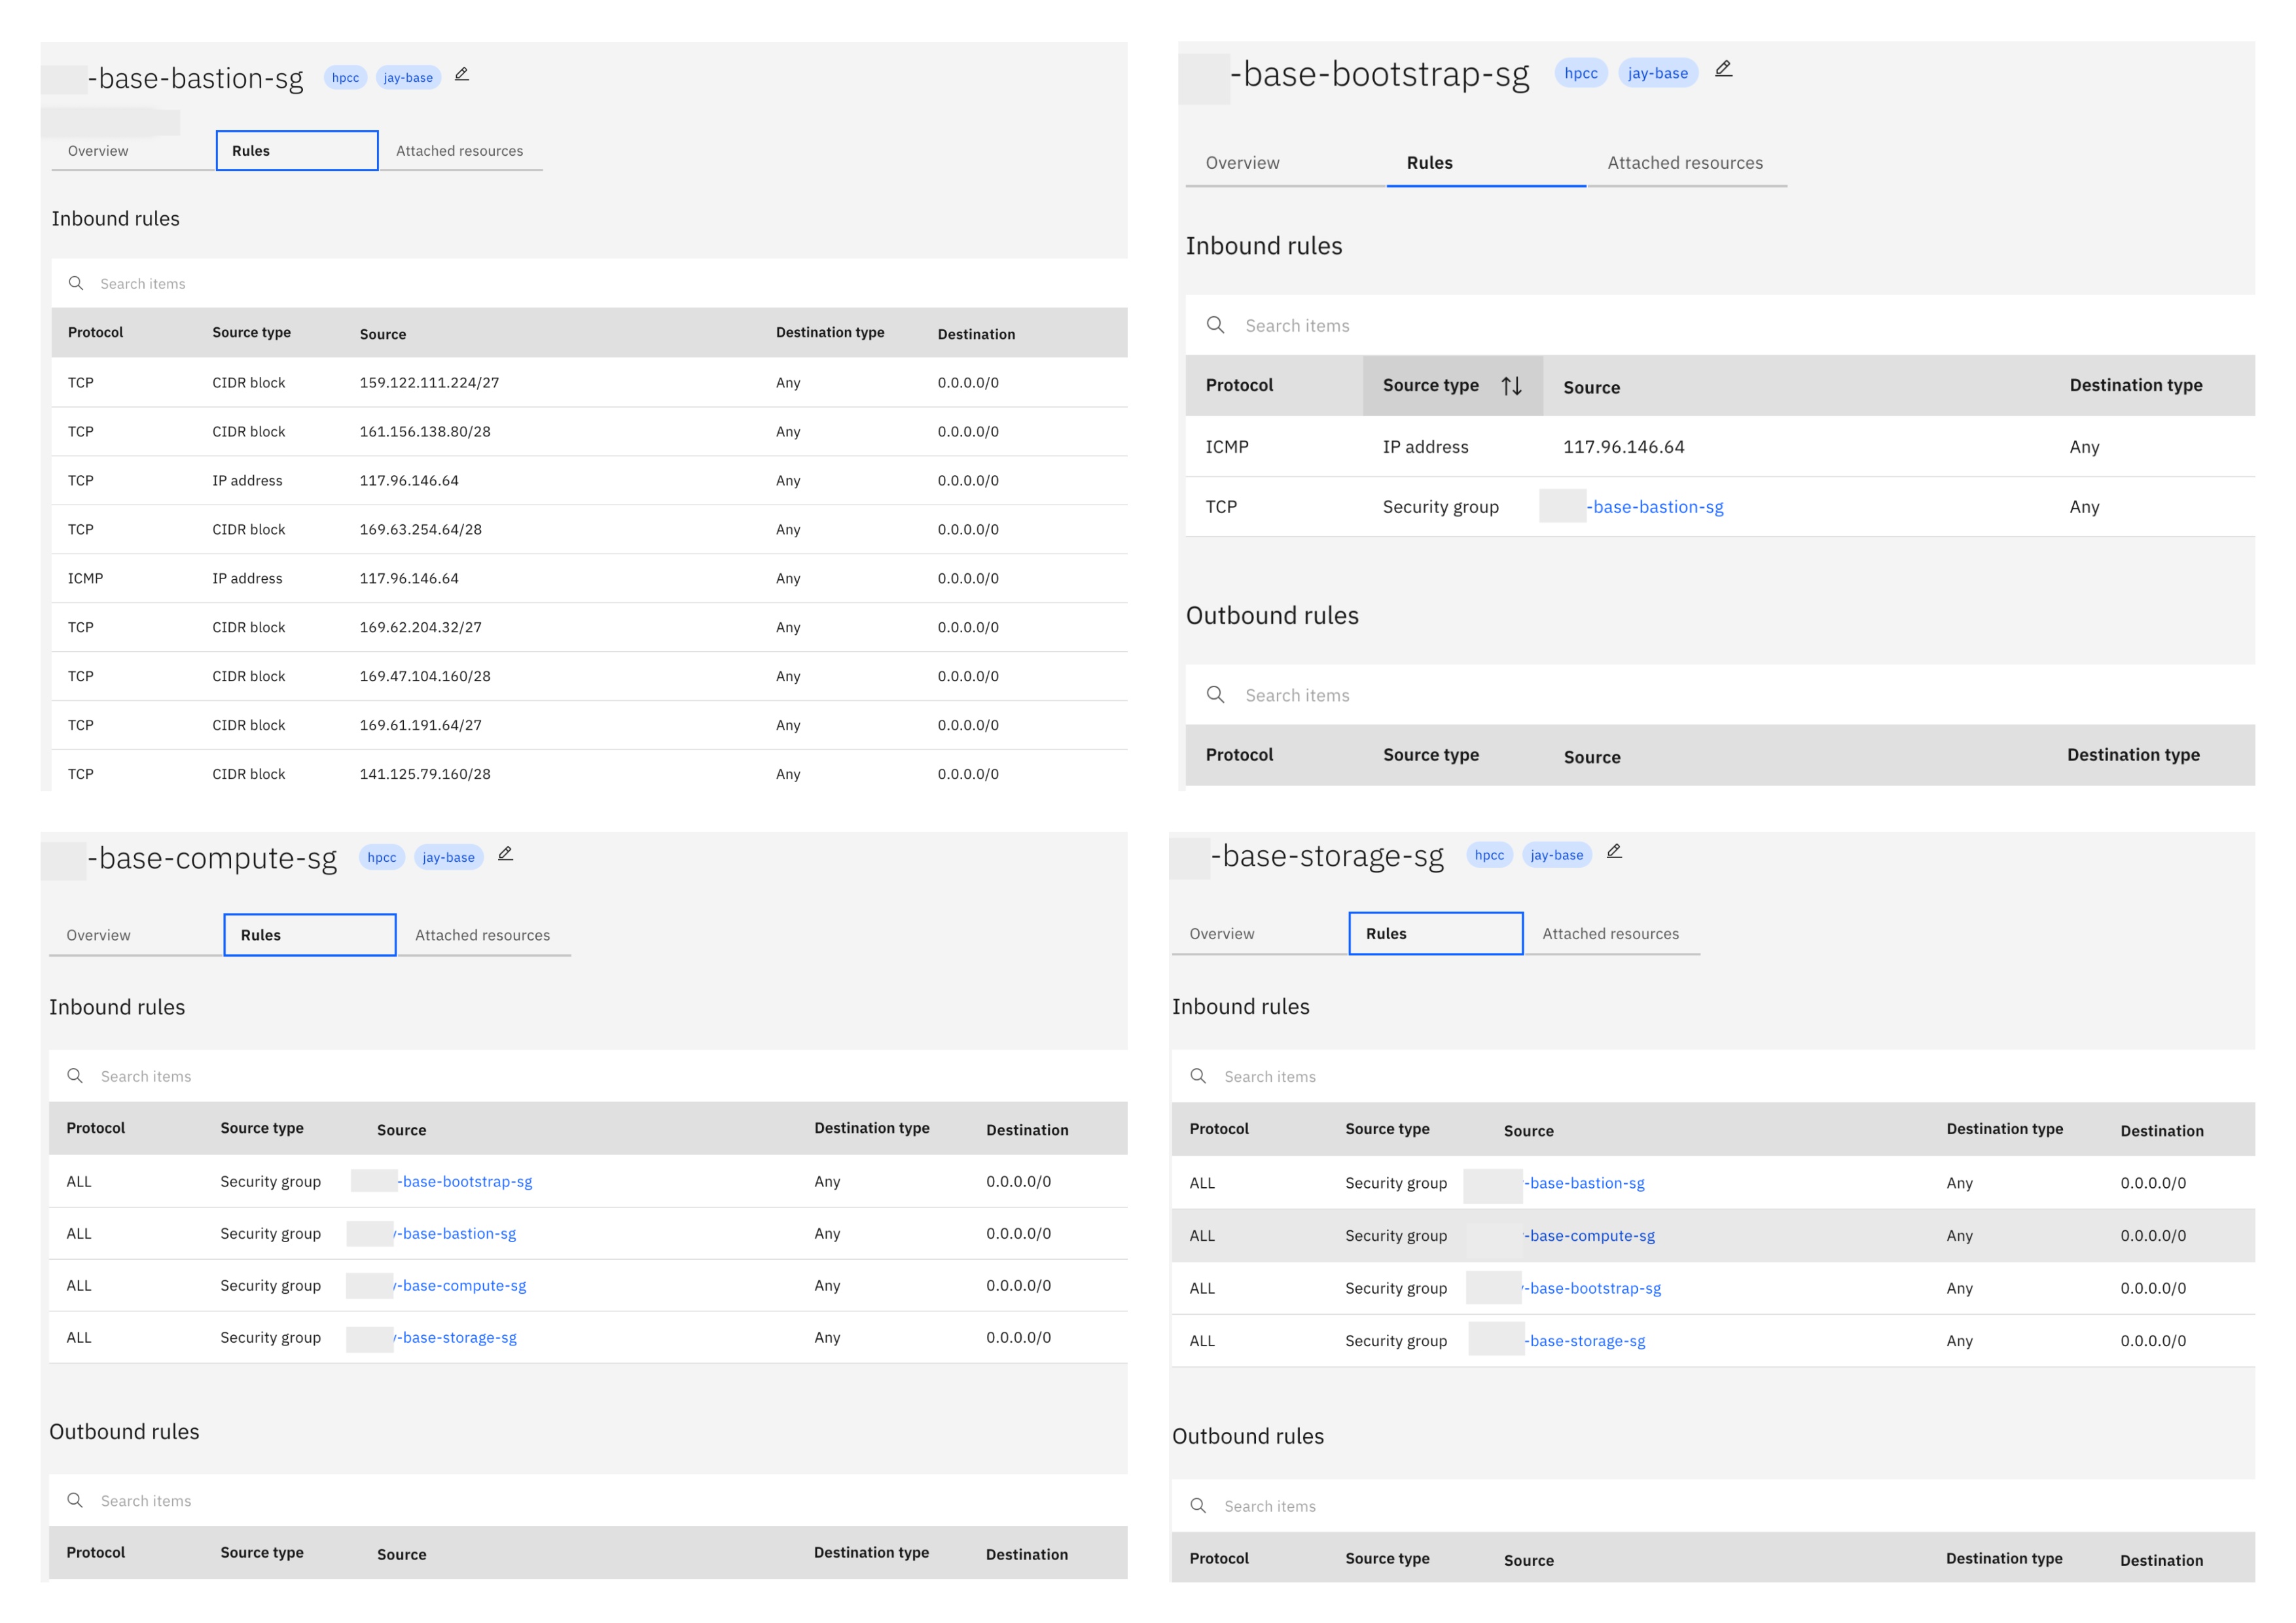 -base-bastion-sg hpcc jay-base
Overview Rules Attached resources
Inbound rules
Search items
Protocol Source type Source Destination type Destination
TCP CIDR block 159.122.111.224/27 Any 0.0.0.0/0
TCP CIDR block 161.156.138.80/28 Any 0.0.0.0/0
TCP IP address 117.96.146.64 Any 0.0.0.0/0
TCP CIDR block 169.63.254.64/28 Any 0.0.0.0/0
ICMP IP address 117.96.146.64 Any 0.0.0.0/0
TCP CIDR block 169.62.204.32/27 Any 0.0.0.0/0
TCP CIDR block 169.47.104.160/28 Any 0.0.0.0/0
TCP CIDR block 169.61.191.64/27 Any 0.0.0.0/0
TCP CIDR block 141.125.79.160/28 Any 0.0.0.0/0
-base-bootstrap-sg hpcc jay-base
Overview Rules Attached resources
Inbound rules
Search items
Protocol Source type Source Destination type
ICMP IP address 117.96.146.64 Any
TCP Security group -base-bastion-sg Any
Outbound rules
Search items
Protocol Source type Source Destination type
-base-compute-sg hpcc jay-base
Overview Rules Attached resources
Inbound rules
Search items
Protocol Source type Source Destination type Destination
ALL Security group -base-bootstrap-sg Any 0.0.0.0/0
ALL Security group -base-bastion-sg Any 0.0.0.0/0
ALL Security group -base-compute-sg Any 0.0.0.0/0
ALL Security group -base-storage-sg Any 0.0.0.0/0
Outbound rules
Search items
Protocol Source type Source Destination type Destination
-base-storage-sg hpcc jay-base
Overview Rules Attached resources
Inbound rules
Search items
Protocol Source type Source Destination type Destination
ALL Security group -base-bastion-sg Any 0.0.0.0/0
ALL Security group -base-compute-sg Any 0.0.0.0/0
ALL Security group -base-bootstrap-sg Any 0.0.0.0/0
ALL Security group -base-storage-sg Any 0.0.0.0/0
Outbound rules
Search items
Protocol Source type Source Destination type Destination